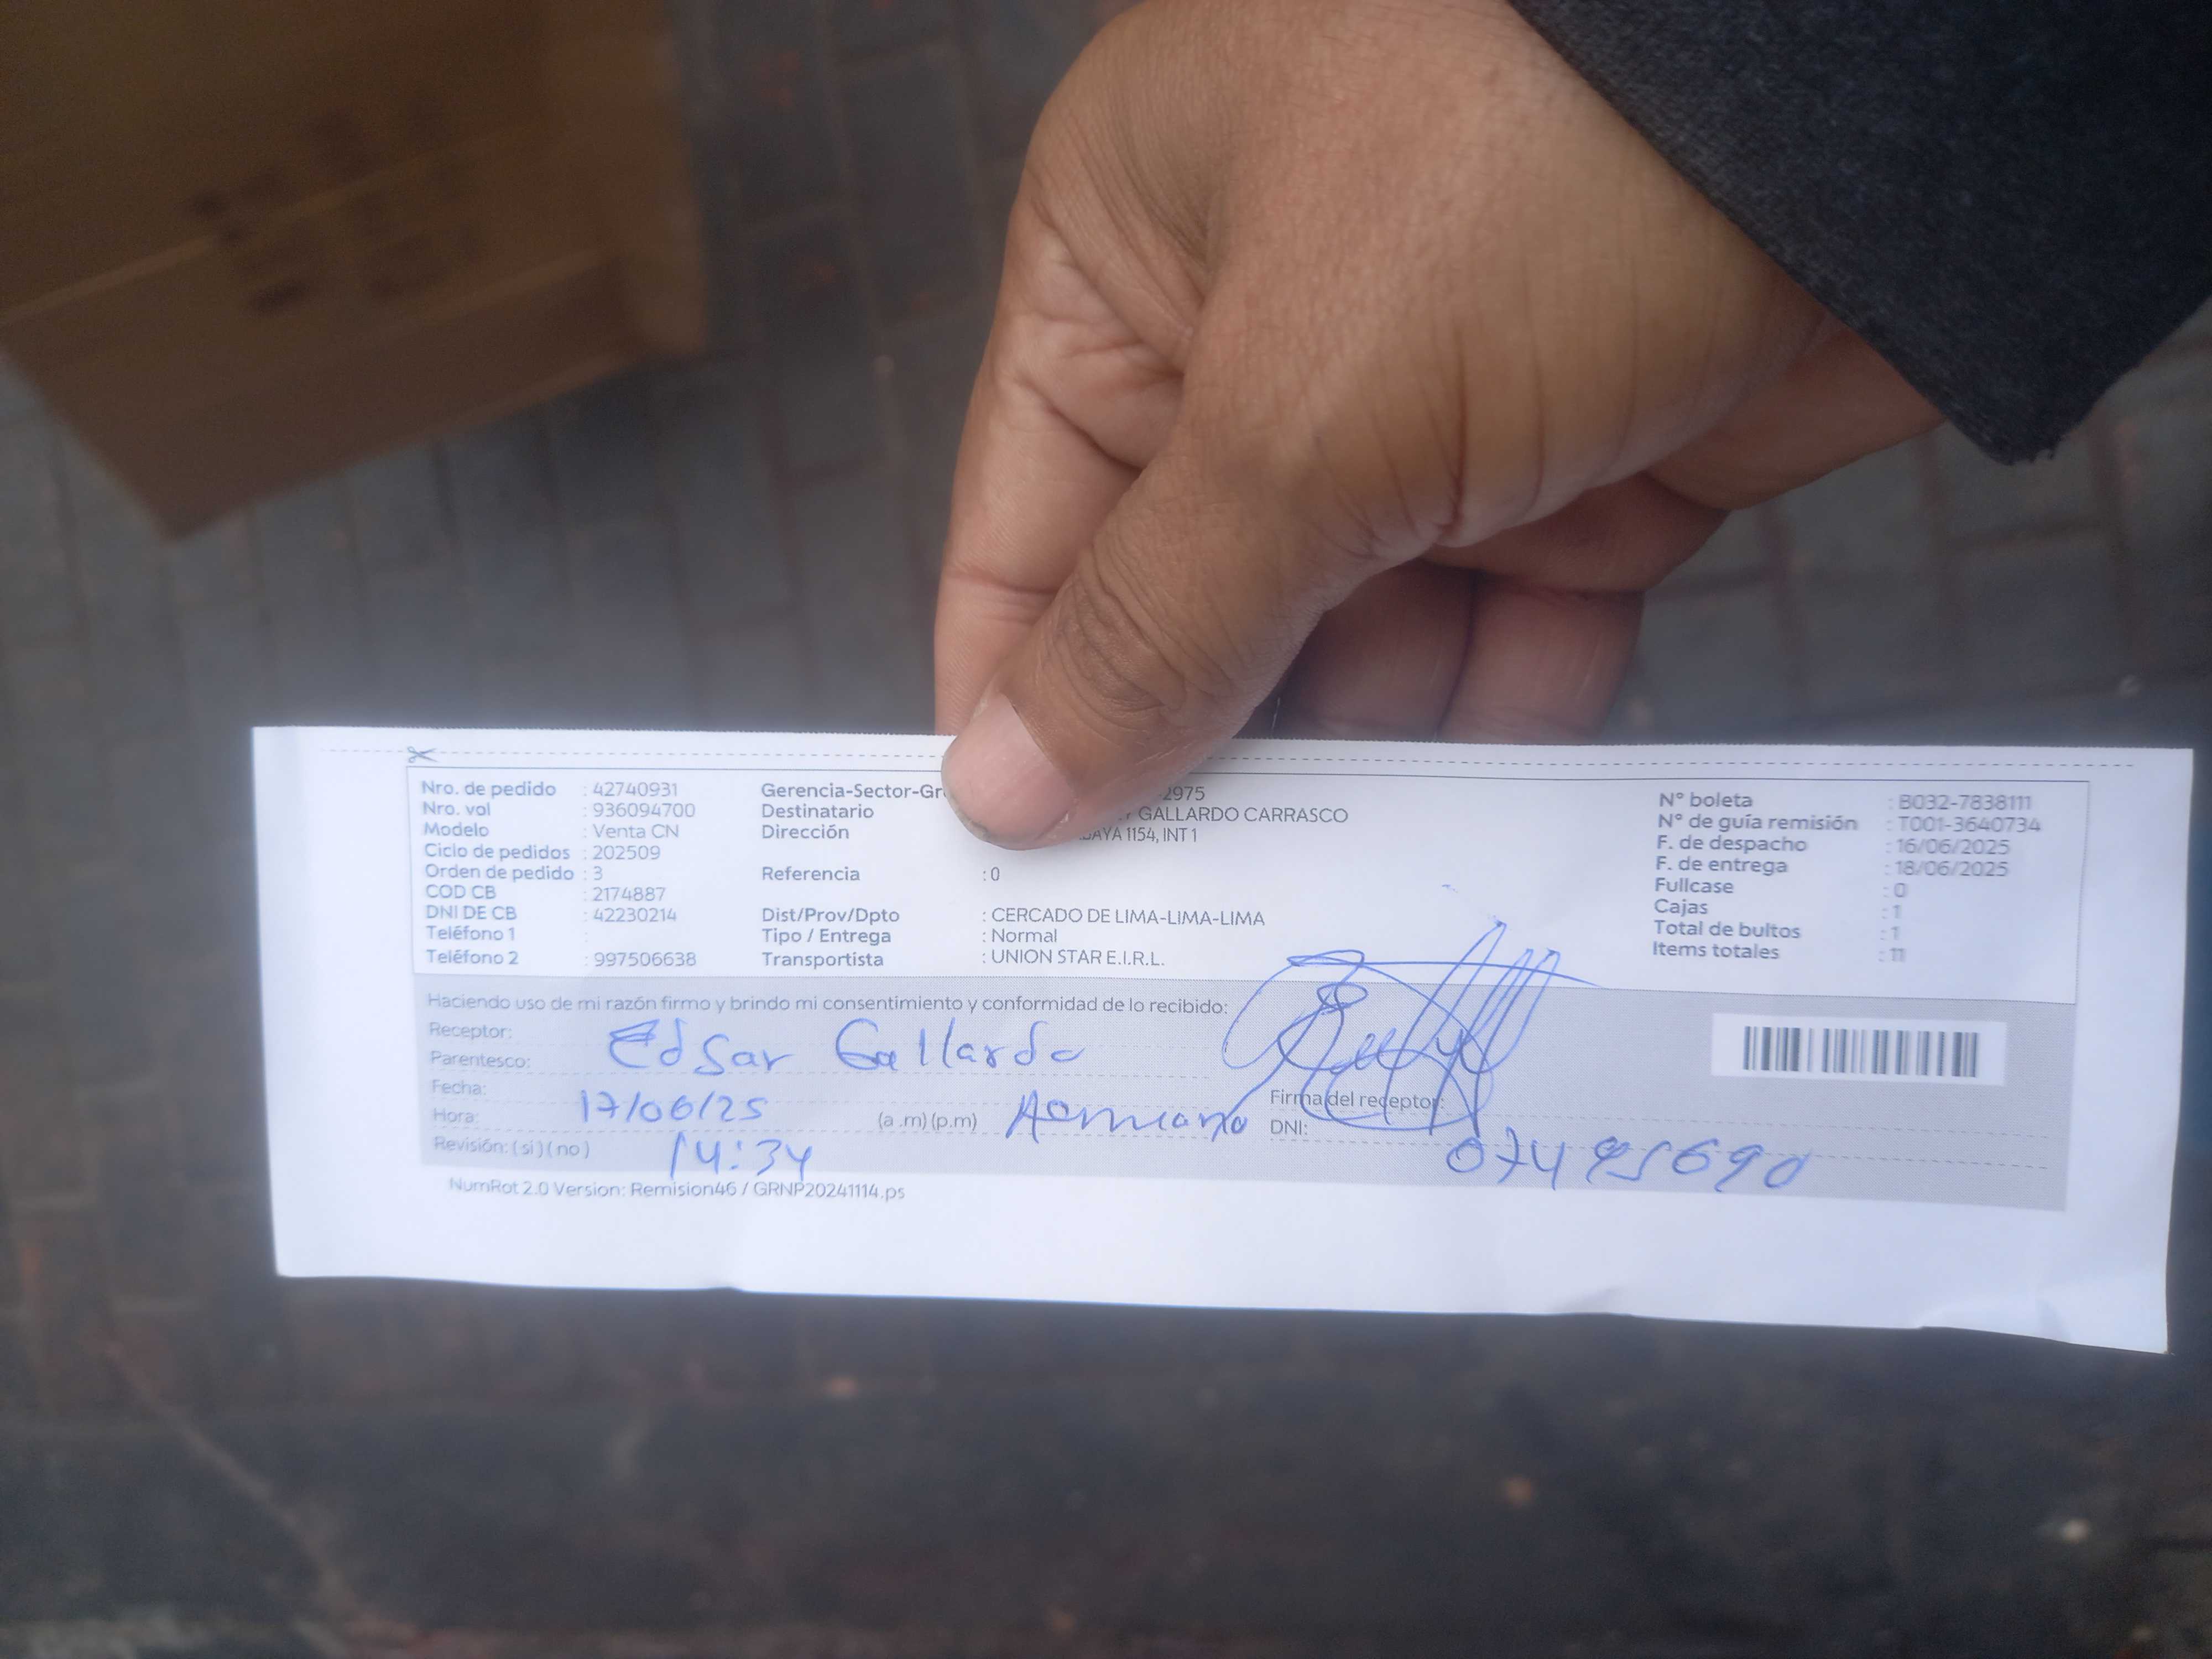 Nro. de pedido : 42740931
Nro. val : 936094700
Modelo : Venta CN
Ciclo de pedidos : 202509
Orden de pedido : 3
COD CB : 2174887
DNI DE CB : 42230214
Teléfono 1 :
Teléfono 2 : 997506638
Gerencia-Sector-Gr 2975
Destinatario GALLARDO CARRASCO
Dirección 1154, INT 1
Referencia : 0
Dist/Prov/Dpto : CERCADO DE LIMA-LIMA-LIMA
Tipo / Entrega : Normal
Transportista : UNION STAR E.I.R.L.
N° boleta : B032-7838111
N° de guía remisión : T001-3640734
F. de despacho : 16/06/2025
F. de entrega : 18/06/2025
Fullcase : 0
Cajas : 1
Total de bultos : 1
Items totales : 11
Haciendo uso de mi razón firmo y brindo mi consentimiento y conformidad de lo recibido:
Receptor: Edgar Gallardo
Parentesco:
Fecha: 17/06/25
Hora: 14:34 (a.m) (p.m)
Revisión: ( si ) ( no )
Firma del receptor:
DNI:
NumRot 2.0 Version: Remision46 / GRNP20241114.ps